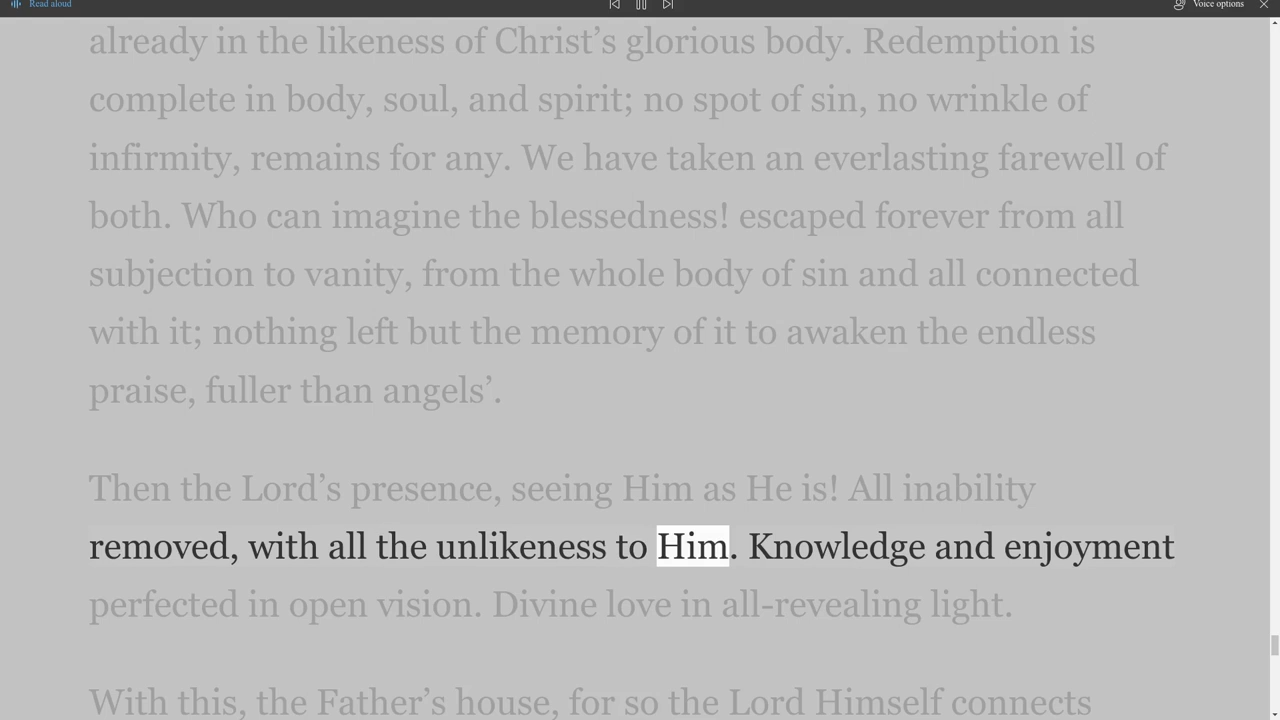 Read aloud
Voice options
already in the likeness of Christ’s glorious body. Redemption is
complete in body, soul, and spirit; no spot of sin, no wrinkle of
infirmity, remains for any. We have taken an everlasting farewell of
both. Who can imagine the blessedness! escaped forever from all
subjection to vanity, from the whole body of sin and all connected
with it; nothing left but the memory of it to awaken the endless
praise, fuller than angels’.
Then the Lord’s presence, seeing Him as He is! All inability
removed, with all the unlikeness to Him. Knowledge and enjoyment
perfected in open vision. Divine love in all-revealing light.
With this, the Father’s house, for so the Lord Himself connects